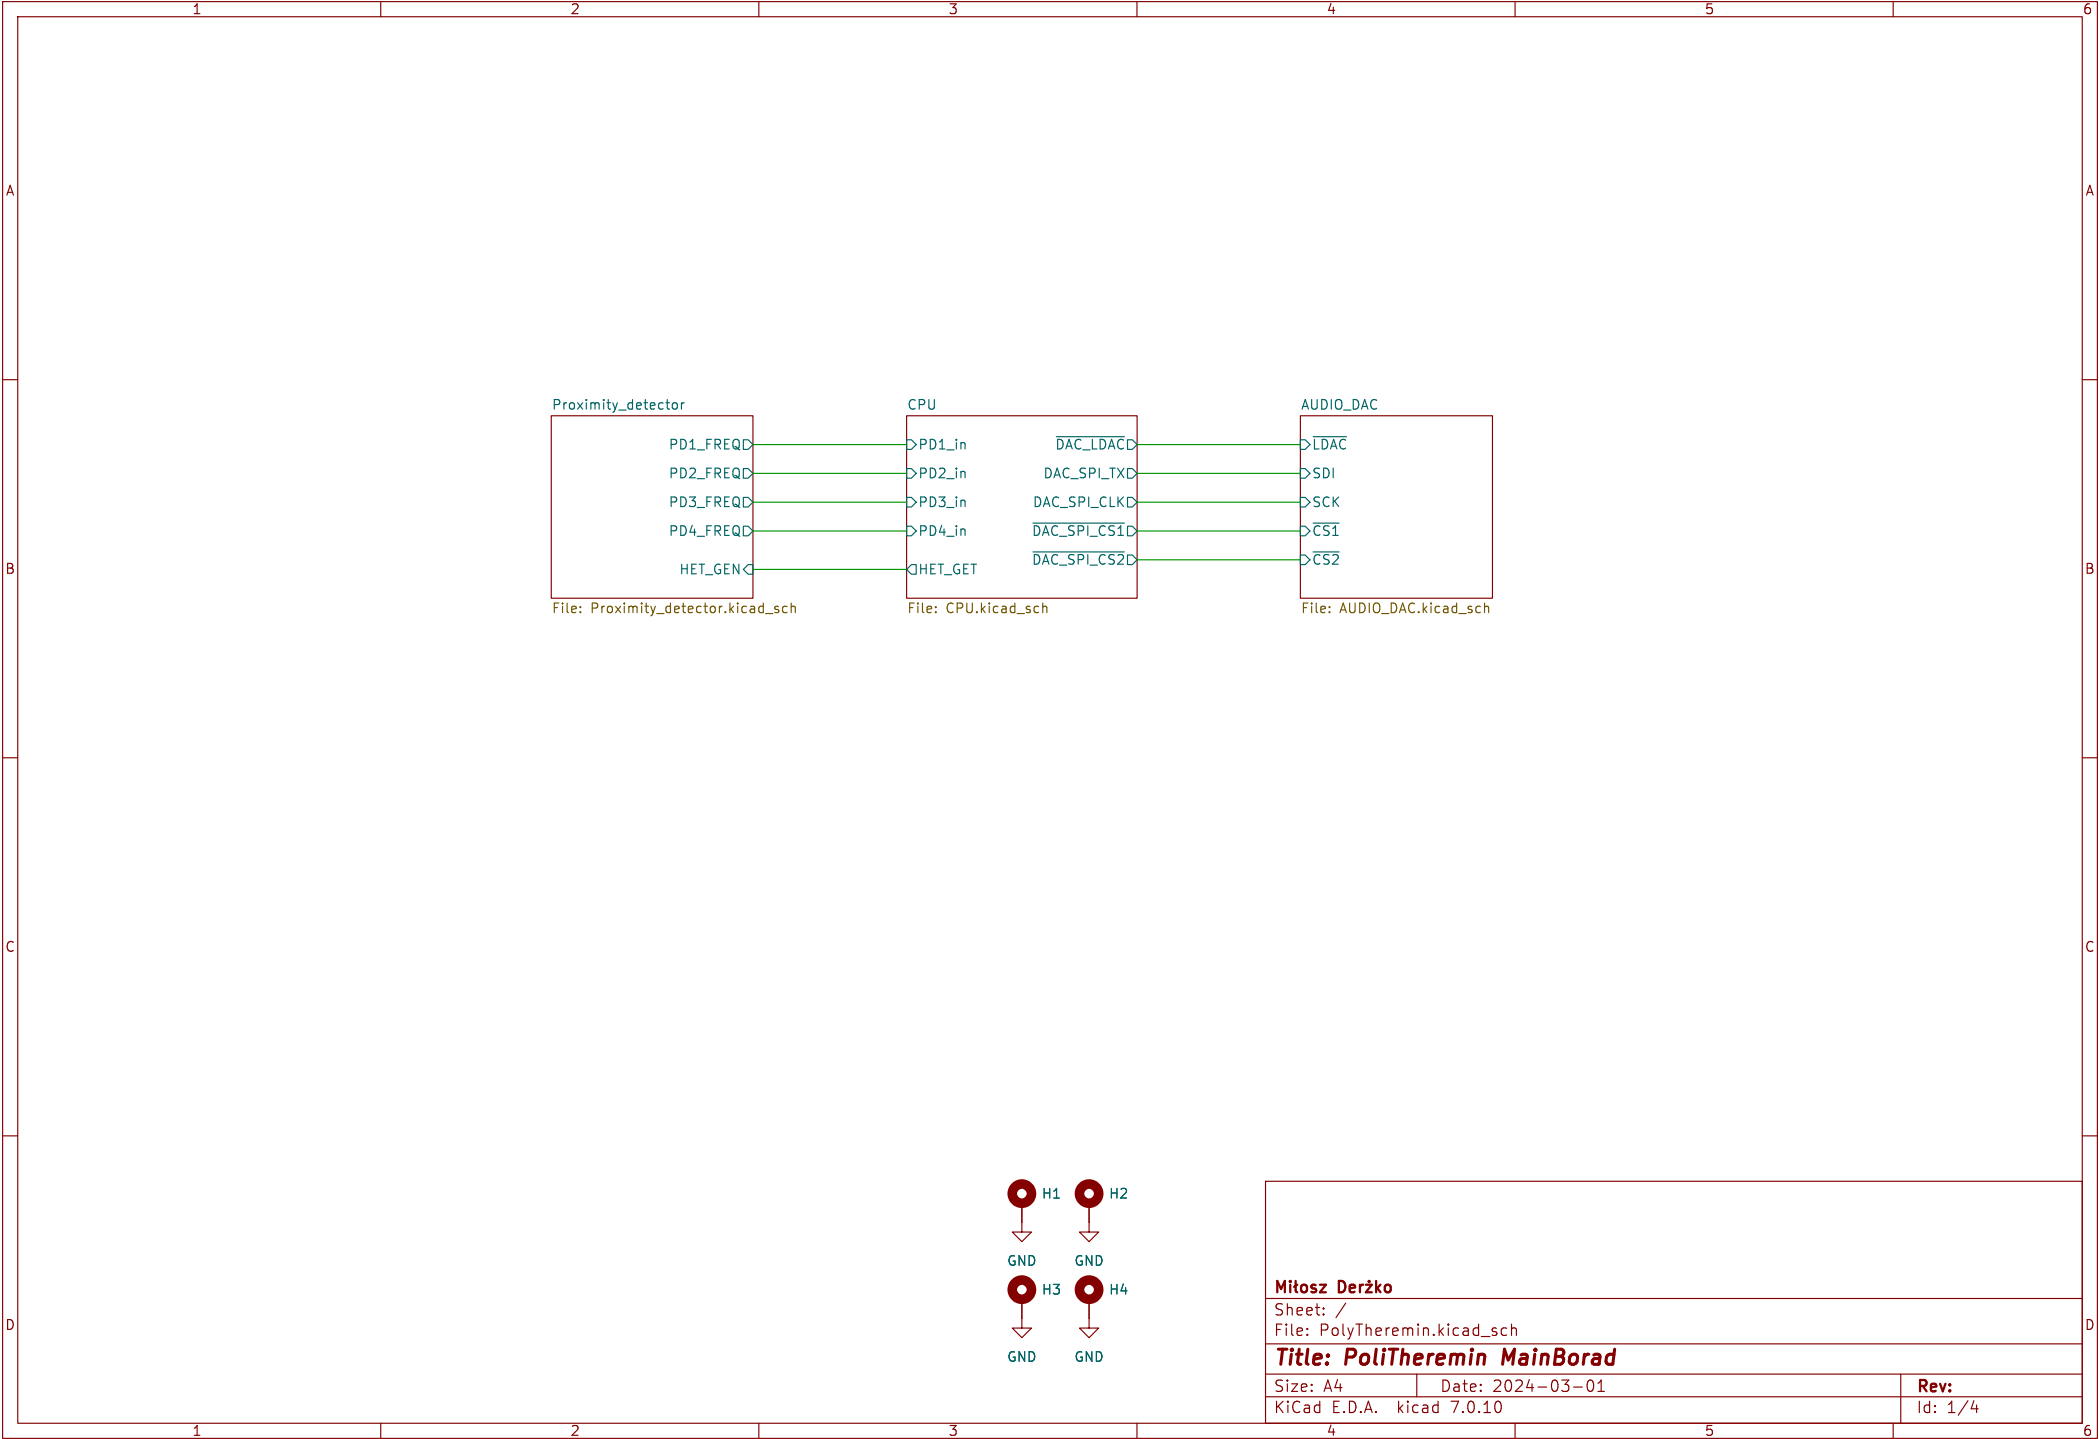 1 2 3 4 5 6
A A
Proximity_detector CPU AUDIO_DAC
PD1_FREQ PD1_in DAC_LDAC LDAC
PD2_FREQ PD2_in DAC_SPI_TX SDI
PD3_FREQ PD3_in DAC_SPI_CLK SCK
PD4_FREQ PD4_in DAC_SPI_CS1 CS1
DAC_SPI_CS2 CS2
B HET_GEN HET_GET B
File: Proximity_detector.kicad_sch File: CPU.kicad_sch File: AUDIO_DAC.kicad_sch
C C
H1 H2
GND GND
H3 H4
GND GND
Miłosz Derżko
Sheet: /
File: PolyTheremin.kicad_sch
D D
Title: PoliTheremin MainBorad
Size: A4 Date: 2024-03-01 Rev:
KiCad E.D.A. kicad 7.0.10 Id: 1/4
1 2 3 4 5 6